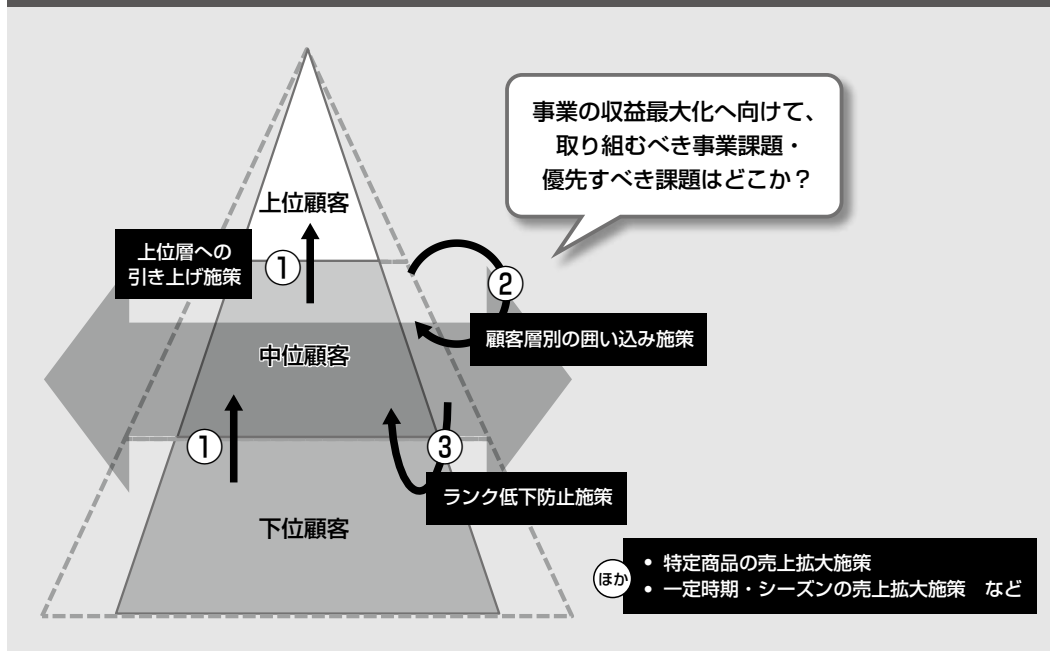 事業の収益最大化へ向けて、
取り組むべき事業課題・
優先すべき課題はどこか？
上位顧客
上位層への
引き上げ施策
①
②
顧客層別の囲い込み施策
中位顧客
①
③
ランク低下防止施策
下位顧客
ほか
• 特定商品の売上拡大施策
• 一定時期・シーズンの売上拡大施策　など